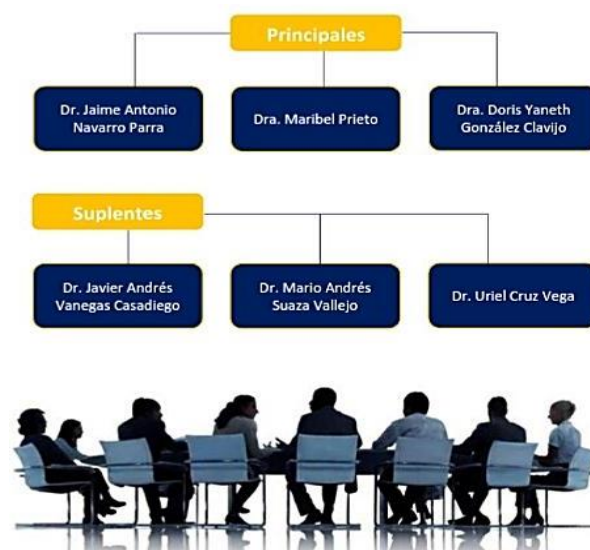 Principales
Dr. Jaime Antonio
Navarro Parra
Dra. Maribel Prieto
Dra. Doris Yaneth
González Clavijo
Suplentes
Dr. Javier Andrés
Vanegas Casadiego
Dr. Mario Andrés
Suaza Vallejo
Dr. Uriel Cruz Vega